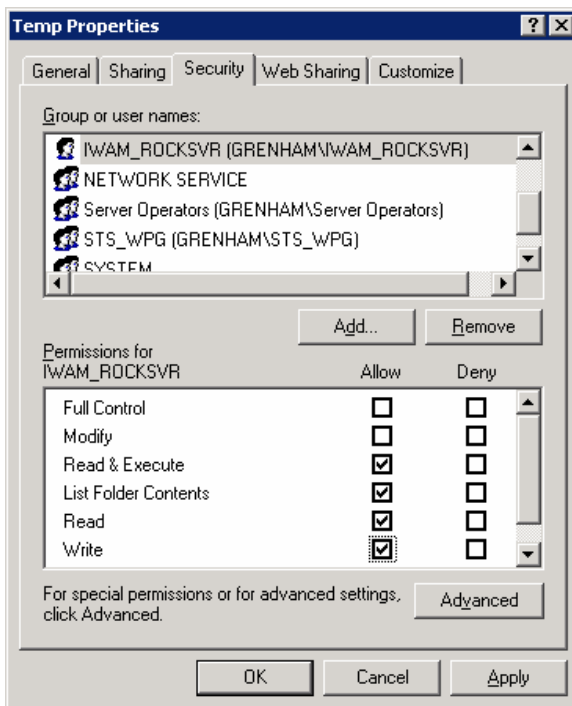 Temp Properties
General Sharing Security Web Sharing Customize
Group or user names:
IWAM_ROCKSVR (GRENHAM\IWAM_ROCKSVR)
NETWORK SERVICE
Server Operators (GRENHAM\Server Operators)
STS_WPG (GRENHAM\STS_WPG)
SYSTEM
Add... Remove
Permissions for
IWAM_ROCKSVR Allow Deny
Full Control
Modify
Read & Execute
List Folder Contents
Read
Write
For special permissions or for advanced settings,
click Advanced.
Advanced
OK Cancel Apply